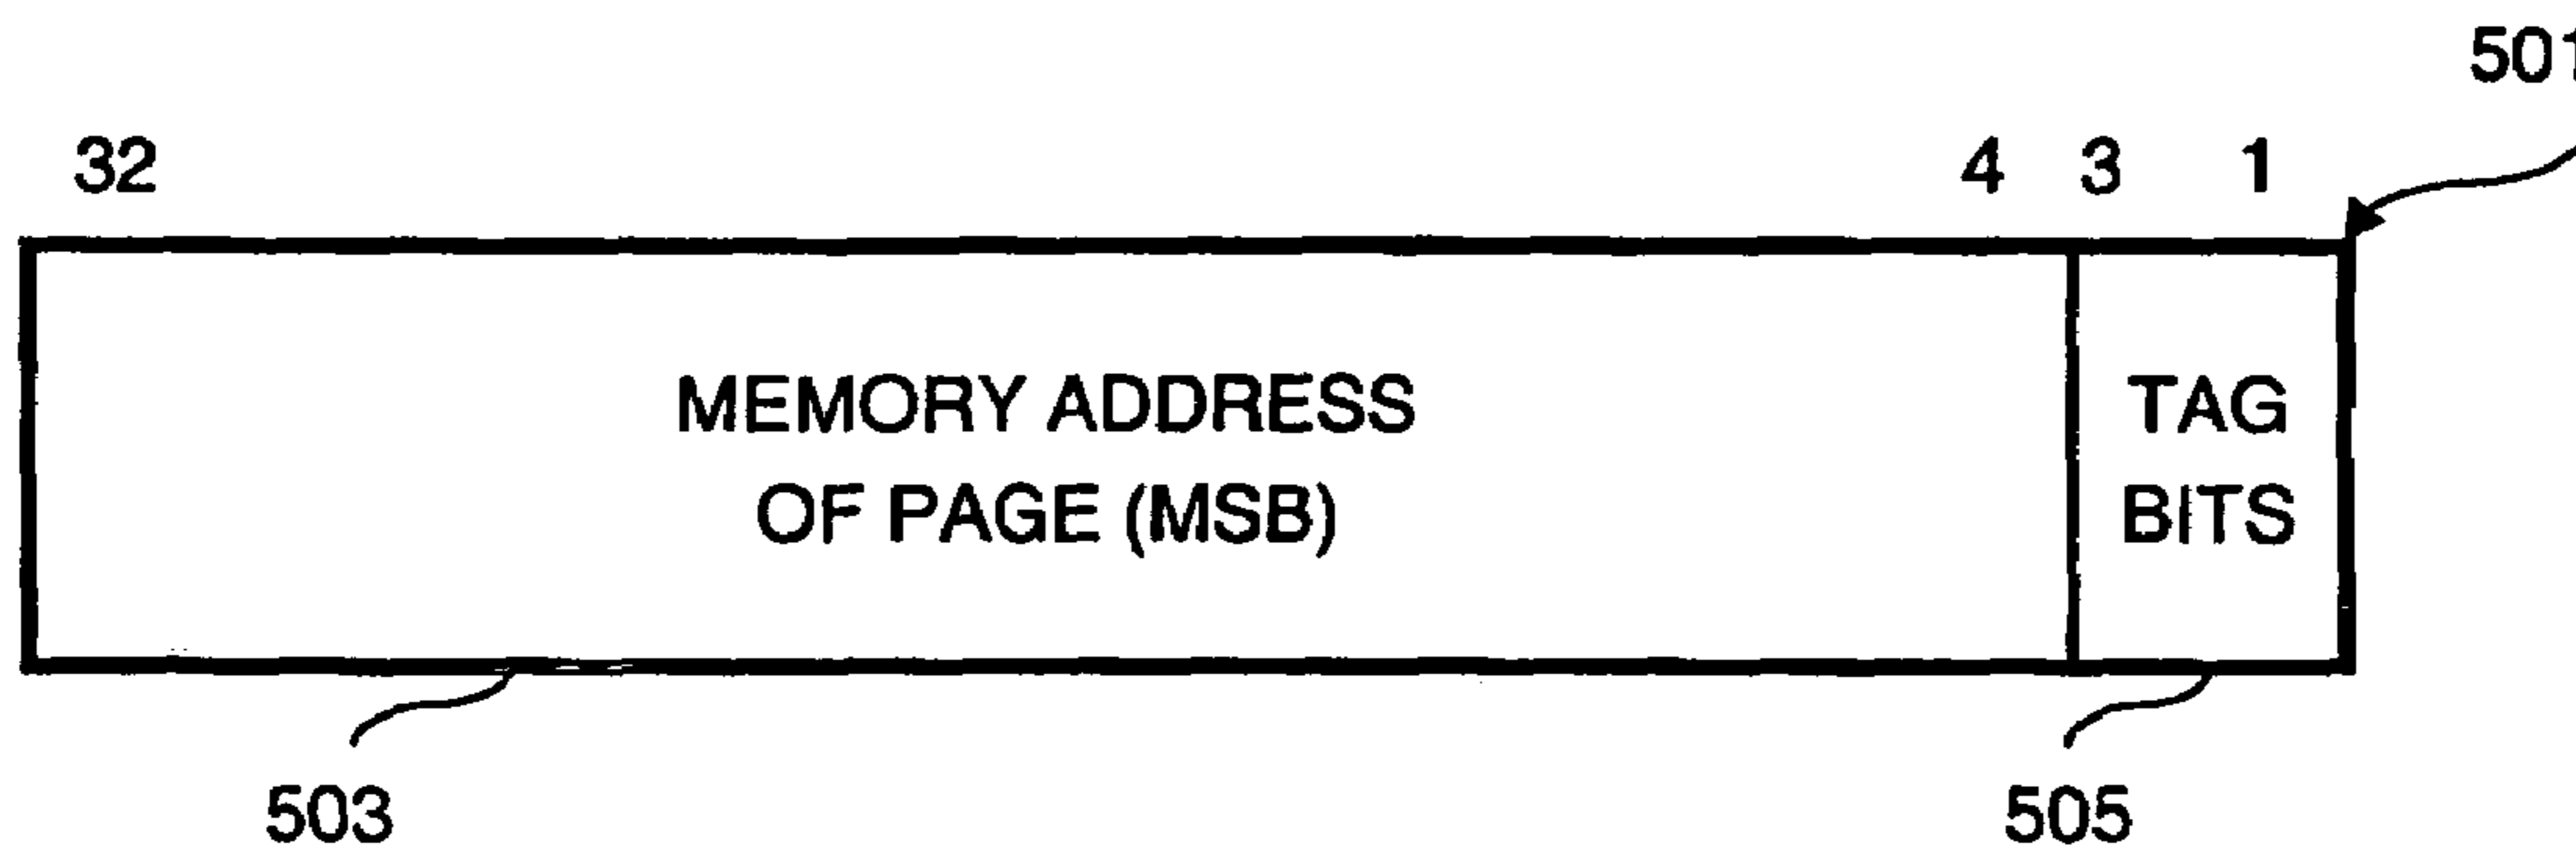 501
32 4 3 1
MEMORY ADDRESS
OF PAGE (MSB)
TAG
BITS
503
505